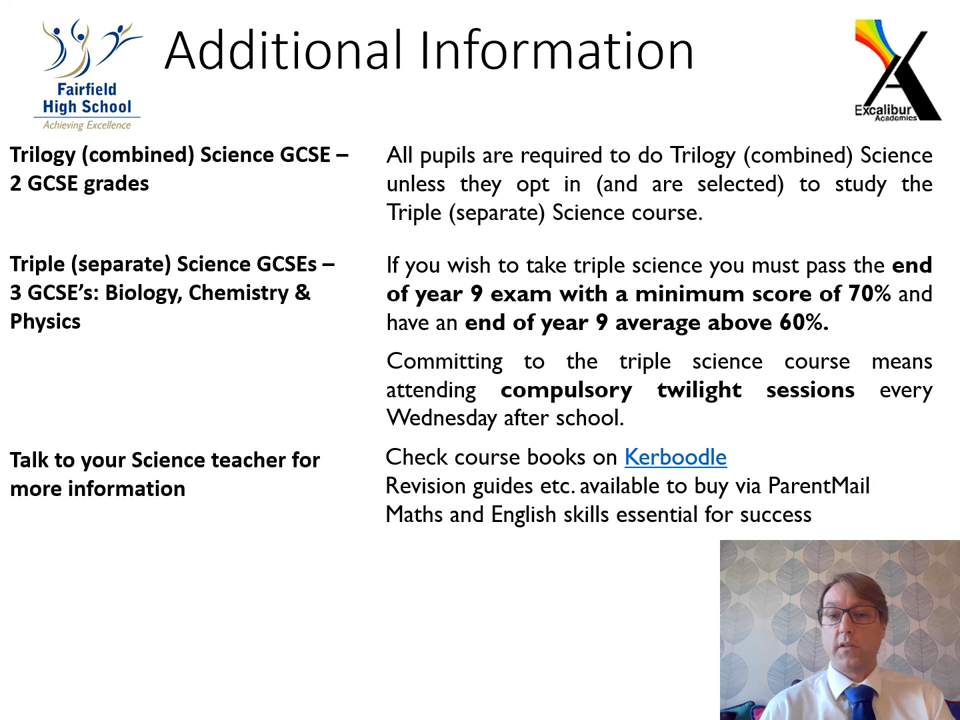 Additional Information
Fairfield
High School
Achieving Excellence
Excalibur
Academies
Trilogy (combined) Science GCSE –
2 GCSE grades
All pupils are required to do Trilogy (combined) Science
unless they opt in (and are selected) to study the
Triple (separate) Science course.
Triple (separate) Science GCSEs –
3 GCSE’s: Biology, Chemistry &
Physics
If you wish to take triple science you must pass the end
of year 9 exam with a minimum score of 70% and
have an end of year 9 average above 60%.
Committing to the triple science course means
attending compulsory twilight sessions every
Wednesday after school.
Talk to your Science teacher for
more information
Check course books on Kerboodle
Revision guides etc. available to buy via ParentMail
Maths and English skills essential for success